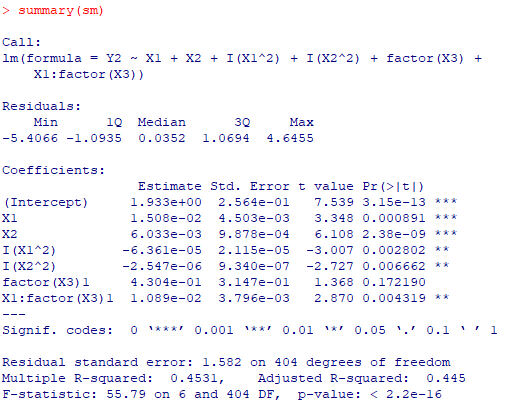 > summary(sm)
Call:
lm(formula = Y2 ~ X1 + X2 + I(X1^2) + I(X2^2) + factor(X3) +
    X1:factor(X3))
Residuals:
    Min      1Q  Median      3Q     Max
-5.4066 -1.0935  0.0352  1.0694  4.6455
Coefficients:
                 Estimate Std. Error t value Pr(>|t|)
(Intercept)     1.933e+00  2.564e-01   7.539 3.15e-13 ***
X1              1.508e-02  4.503e-03   3.348 0.000891 ***
X2              6.033e-03  9.878e-04   6.108 2.38e-09 ***
I(X1^2)        -6.361e-05  2.115e-05  -3.007 0.002802 **
I(X2^2)        -2.547e-06  9.340e-07  -2.727 0.006662 **
factor(X3)1     4.304e-01  3.147e-01   1.368 0.172190
X1:factor(X3)1  1.089e-02  3.796e-03   2.870 0.004319 **
---
Signif. codes:  0 ‘***’ 0.001 ‘**’ 0.01 ‘*’ 0.05 ‘.’ 0.1 ‘ ’ 1
Residual standard error: 1.582 on 404 degrees of freedom
Multiple R-squared:  0.4531,    Adjusted R-squared:  0.445
F-statistic: 55.79 on 6 and 404 DF,  p-value: < 2.2e-16